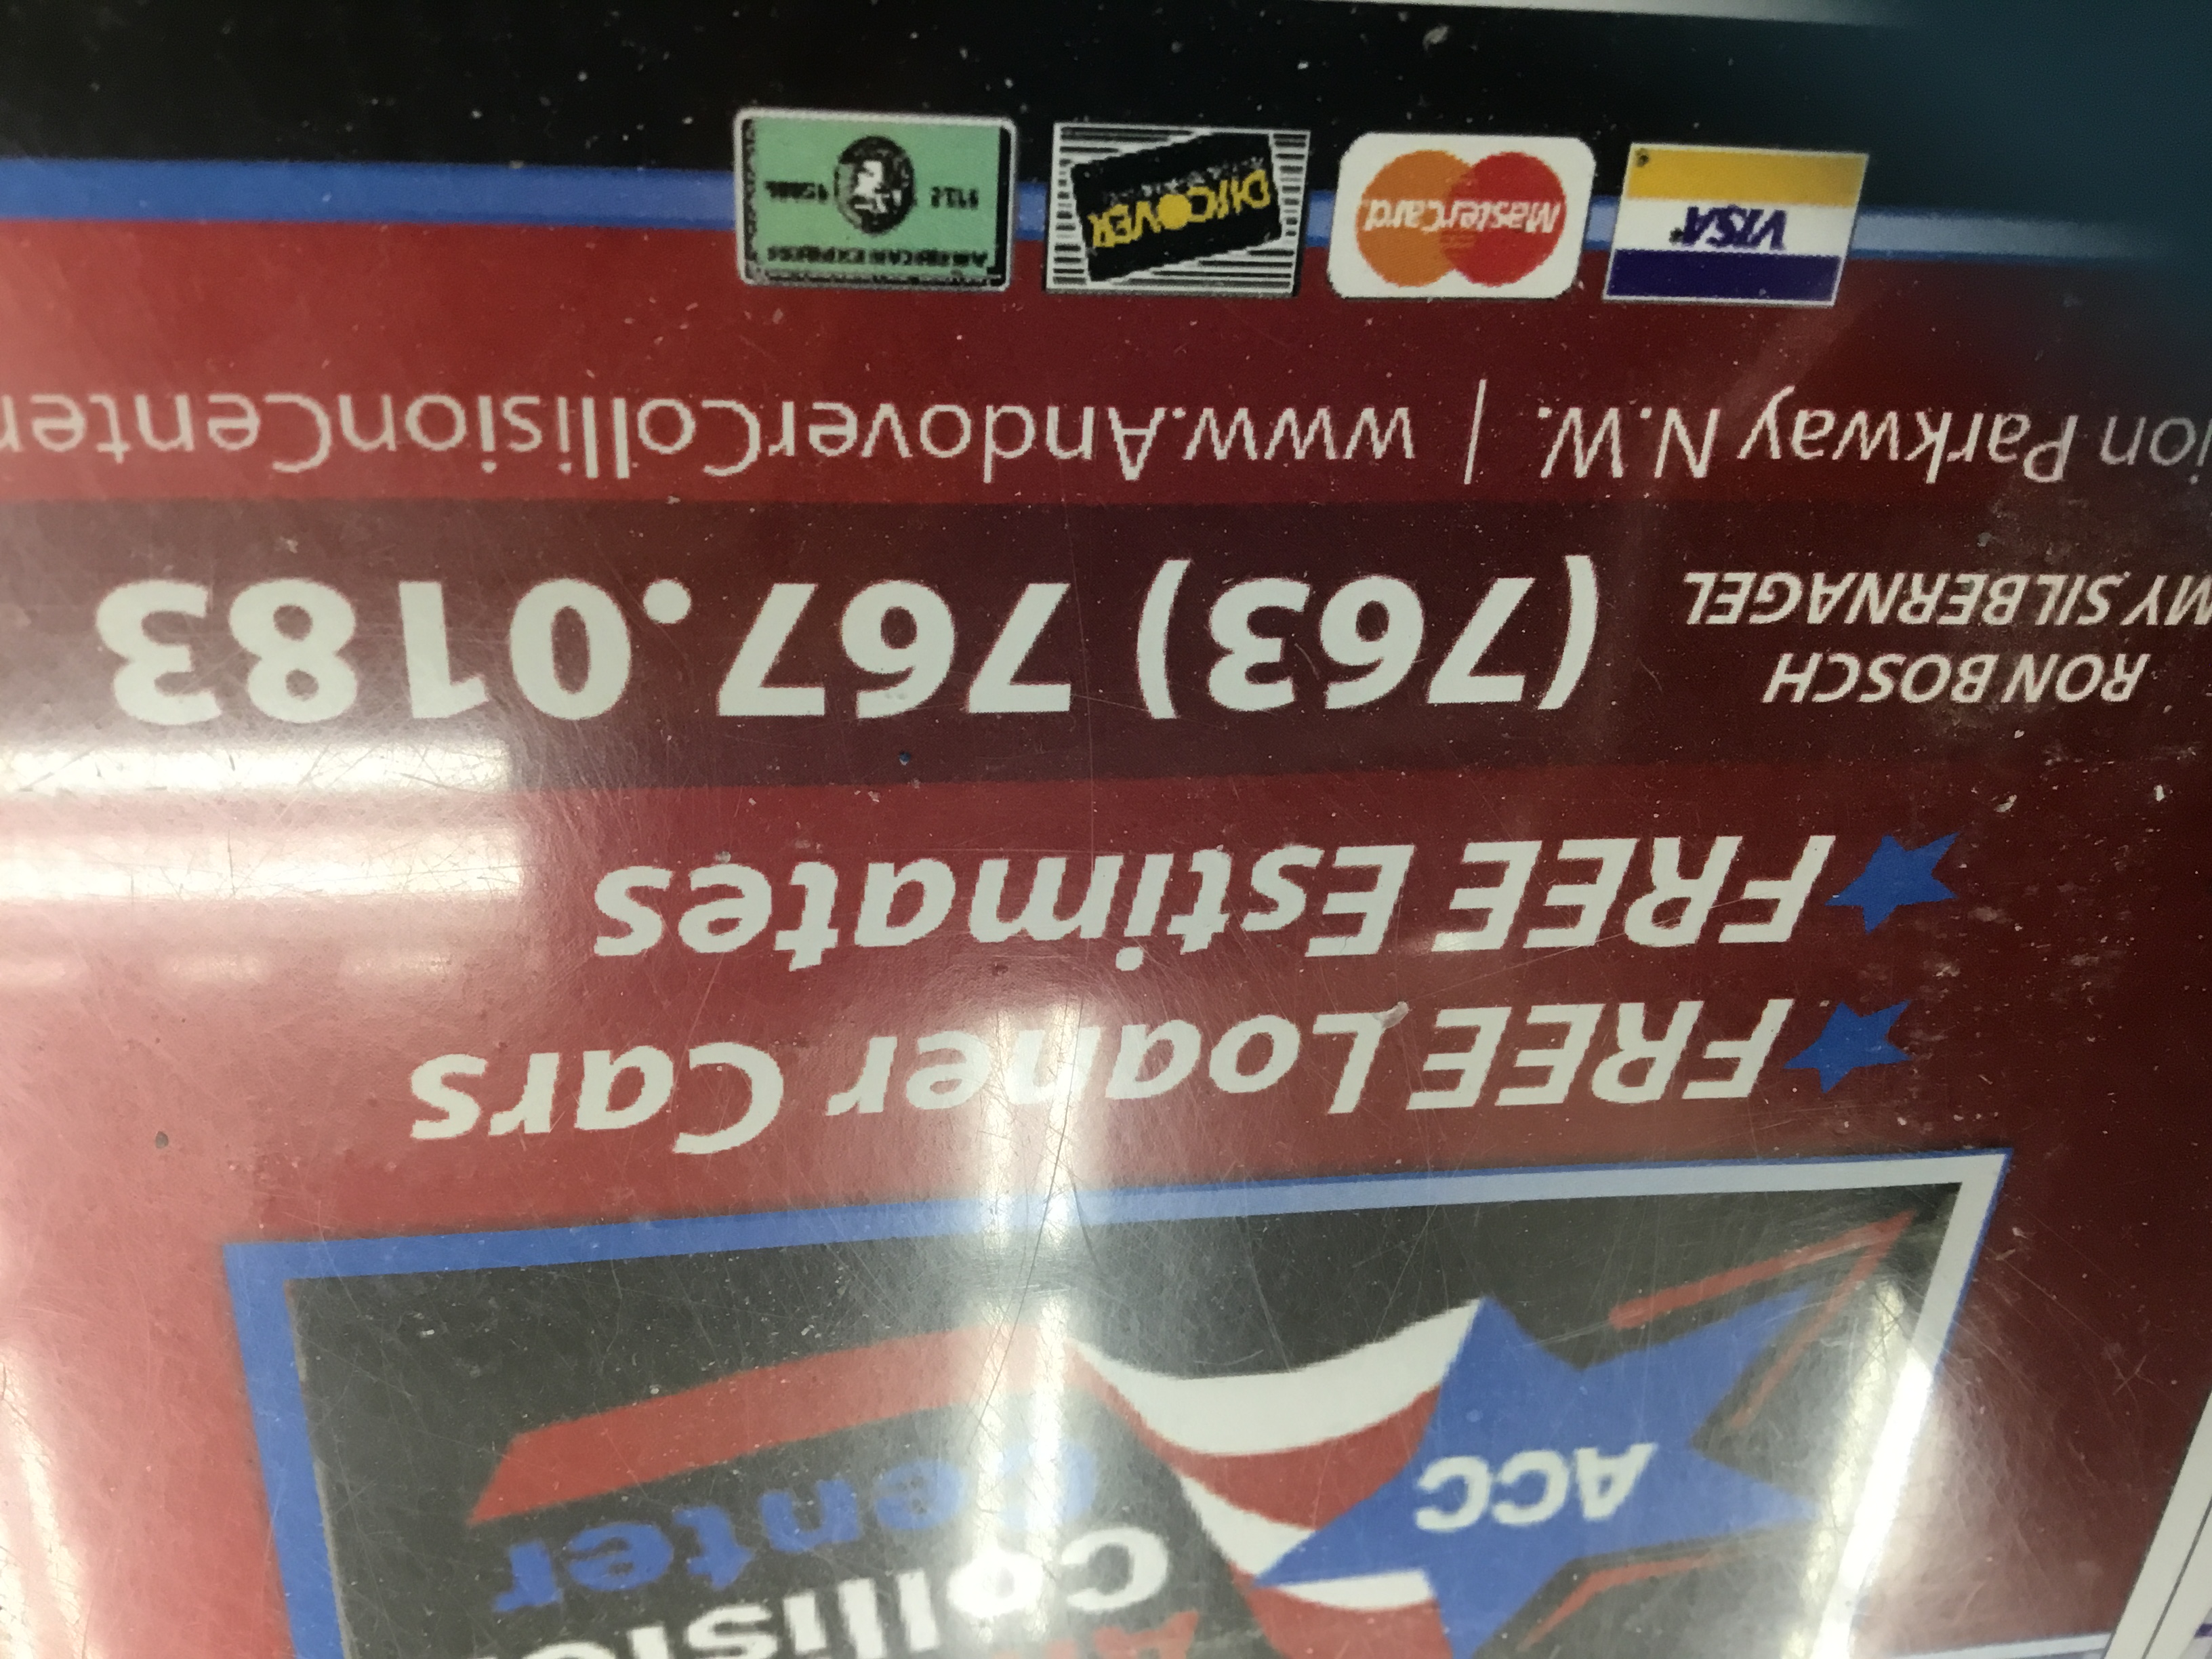 ACC
Collisio
Center
FREE Loaner Cars
FREE Estimates
RON BOSCH
MY SILBERNAGEL
(763) 767.0183
ion Parkway N.W. | www.AndoverCollisionCenter
VISA
MasterCard
DISCOVER
AMERICAN EXPRESS